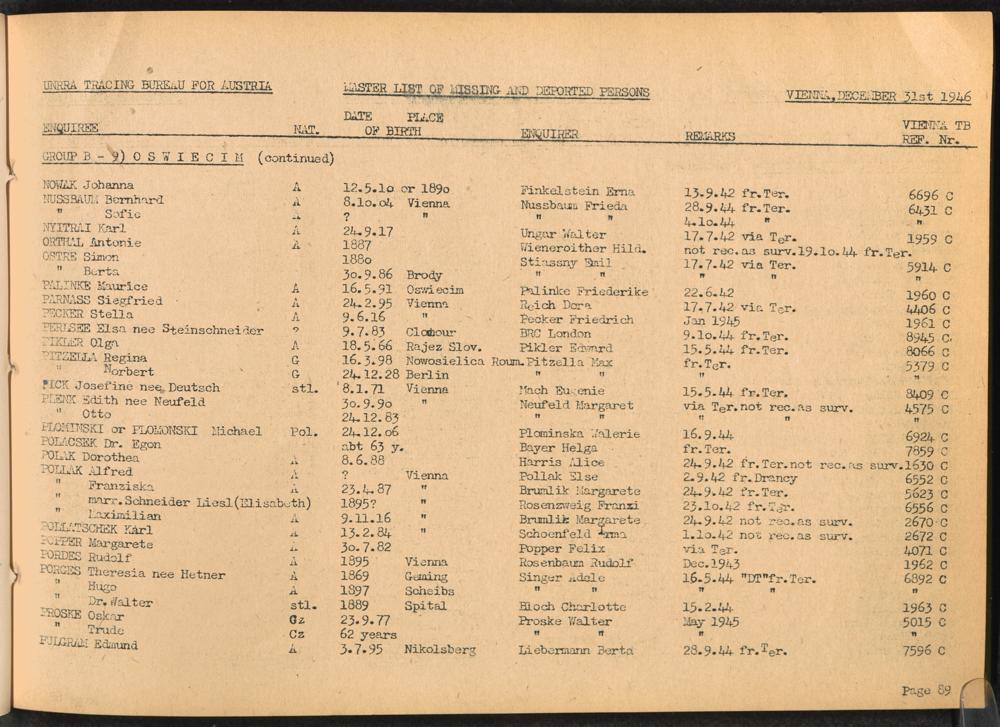 UNRRA TRACING BUREAU FOR AUSTRIA MASTER LIST OF MISSING AND DEPORTED PERSONS VIENNA, DECEMBER 31st 1946
ENQUIREE NAT. DATE PLACE OF BIRTH ENQUIRER REMARKS VIENNA TB REF. Nr.
GROUP B - 9) O S W I E C I M (continued)
NOWAK Johanna A 12.5.10 or 1890 Finkelstein Erna 13.9.42 fr.Ter. 6696 C
NUSSBAUM Bernhard A 8.10.04 Vienna Nussbaum Frieda 28.9.44 fr.Ter. 6431 C
" Sofie A ? " " " 4.10.44 " "
NYITRAI Karl A 24.9.17 Ungar Walter 17.7.42 via Ter. 1959 C
ORTHAL Antonie A 1887 Wieneroither Hild. not rec.as surv.19.10.44 fr.Ter.
OSTRE Simon 1880 Stiassny Emil 17.7.42 via Ter. 5914 C
" Berta 30.9.86 Brody " " " " "
PALINKE Maurice A 16.5.91 Oswiecim Palinke Friederike 22.6.42 1960 C
PARNASS Siegfried A 24.2.95 Vienna Reich Dora 17.7.42 via Ter. 4406 C
PECKER Stella A 9.6.16 " Pecker Friedrich Jan 1945 1961 C
PERLSEE Elsa nee Steinschneider ? 9.7.83 BRC London 9.10.44 fr.Ter. 8945 C
PIKLER Olga A 18.5.66 Rajez Slov. Pikler Edward 15.5.44 fr.Ter. 8066 C
PITZELLA Regina G 16.3.98 Nowosielica Roum. Pitzella Max fr.Ter. 5379 C
" Norbert G 24.12.28 Berlin " " " "
PICK Josefine nee Deutsch stl. 8.1.71 Vienna Mach Eugenie 15.5.44 fr.Ter. 8409 C
PLENK Edith nee Neufeld 30.9.90 " Neufeld Margaret via Ter.not rec.as surv. 4575 C
" Otto 24.12.83 " " " " "
PLOMINSKI or PLOMONSKI Michael Pol. 24.12.06 Plominska Walerie 16.9.44 6924 C
POLACSEK Dr. Egon abt 63 y. Bayer Helga fr.Ter. 7859 C
POLAK Dorothea A 8.6.88 Harris Alice 24.9.42 fr.Ter.not rec.as surv.1630 C
POLLAK Alfred A ? Vienna Pollak Else 2.9.42 fr.Drancy 6552 C
" Franziska A 23.4.87 " Brumlik Margarete 24.9.42 fr.Ter. 5623 C
" marr.Schneider Liesl(Elisabeth) 1895? " Rosenzweig Franzi 23.10.42 fr.Ter. 6556 C
" Maximilian A 9.11.16 " Brumlik Margarete 24.9.42 not rec.as surv. 2670 C
POLLATSCHEK Karl A 13.2.84 " Schoenfeld Irma 1.10.42 not rec.as surv. 2672 C
POPPER Margarete A 30.7.82 Popper Felix via Ter. 4071 C
PORDES Rudolf A 1895 Vienna Rosenbaum Rudolf Dec.1943 1962 C
PORGES Theresia nee Hetner A 1869 Gaming Singer Adele 16.5.44 "DT"fr.Ter. 6892 C
" Hugo A 1897 Scheibs " " " " "
" Dr.Walter stl. 1889 Spital Bloch Charlotte 15.2.44 1963 C
PROSKE Oskar Cz 23.9.77 Proske Walter May 1945 5015 C
" Trude Cz 62 years " " " "
PULGRAM Edmund A 3.7.95 Nikolsberg Liebermann Berta 28.9.44 fr.Ter. 7596 C
Page 89